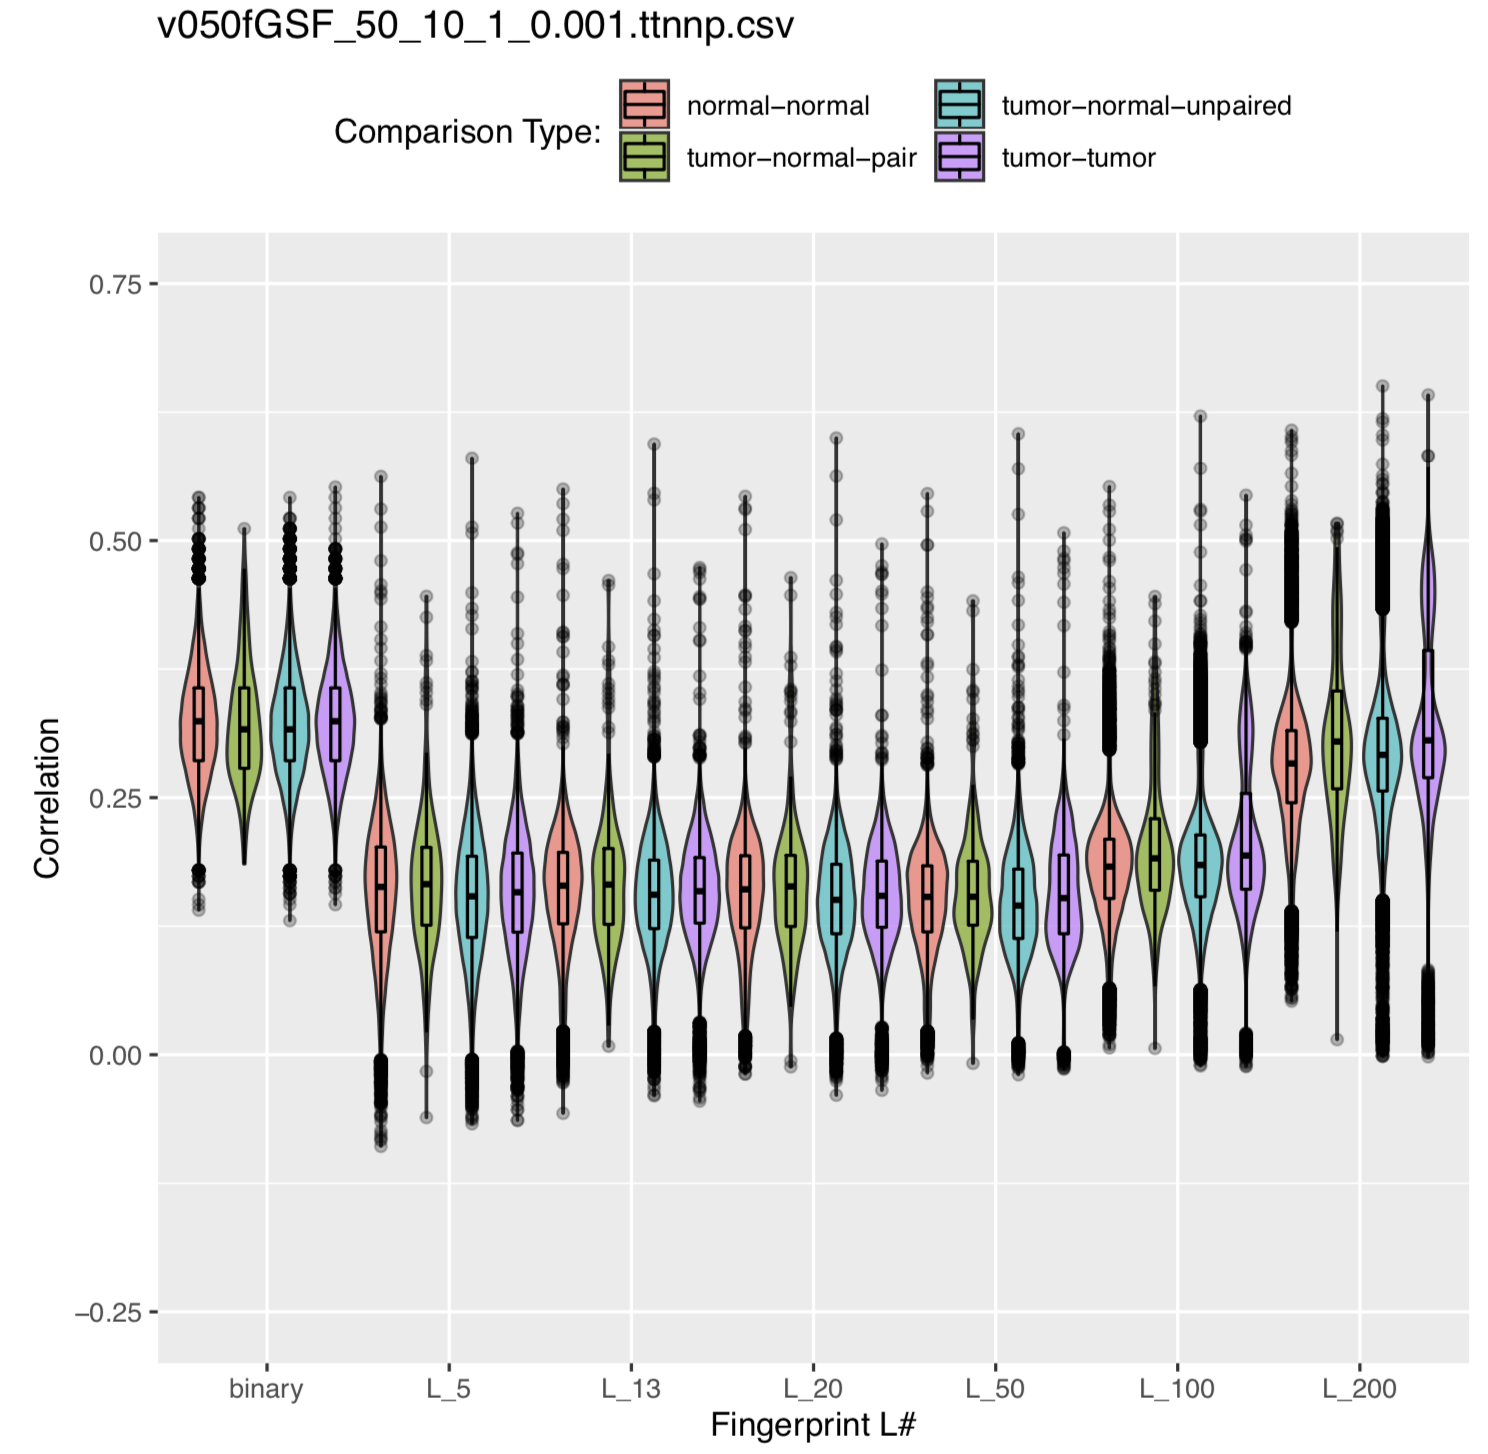 v050fGSF_50_10_1_0.001.ttnnp.csv
Comparison Type:
normal−normal
tumor−normal−pair
tumor−normal−unpaired
tumor−tumor
Correlation
0.75
0.50
0.25
0.00
−0.25
binary L_5 L_13 L_20 L_50 L_100 L_200
Fingerprint L#